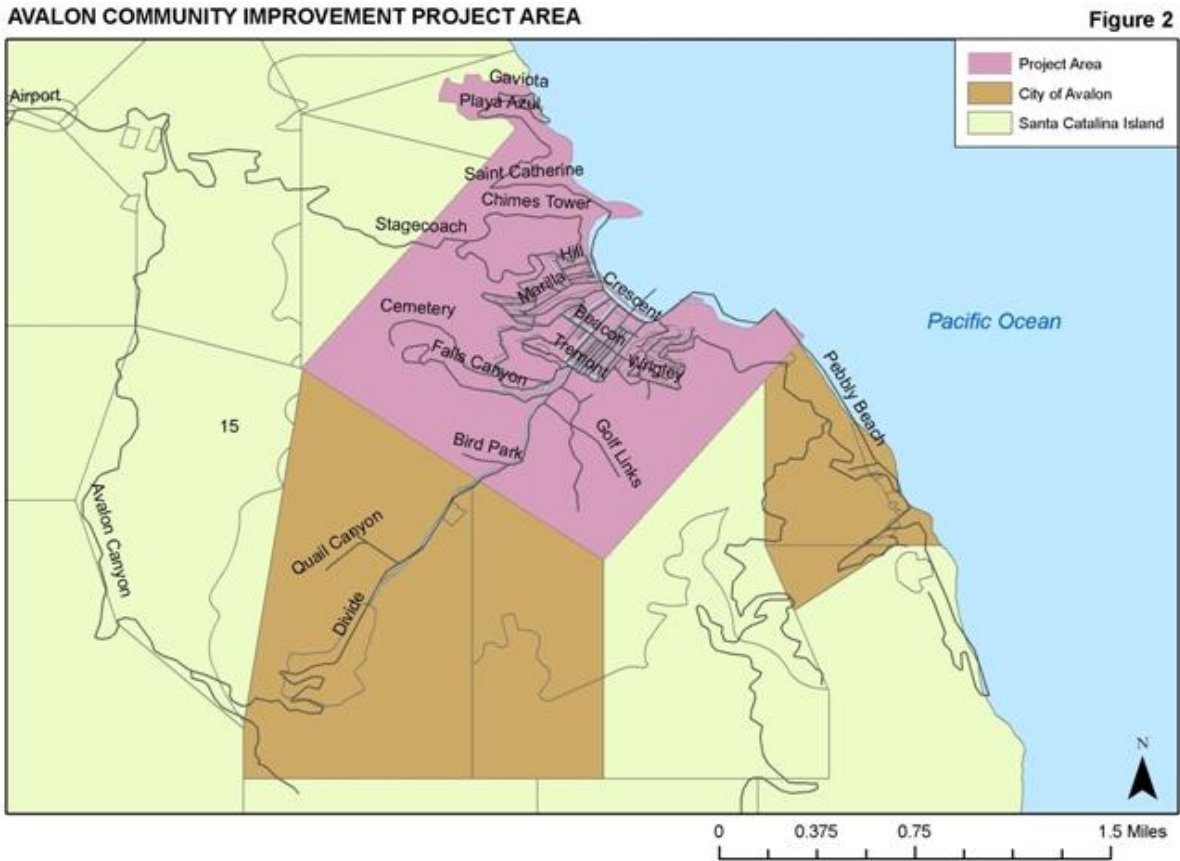 AVALON COMMUNITY IMPROVEMENT PROJECT AREA
Figure 2
Project Area
City of Avalon
Santa Catalina Island
Airport
Gaviota
Playa Azul
Saint Catherine
Chimes Tower
Stagecoach
Hill
Marilla
Crescent
Cemetery
Beacon
Tremont
Wrigley
Falls Canyon
Pacific Ocean
Pebbly Beach
15
Bird Park
Golf Links
Avalon Canyon
Quail Canyon
Divide
N
0 0.375 0.75 1.5 Miles